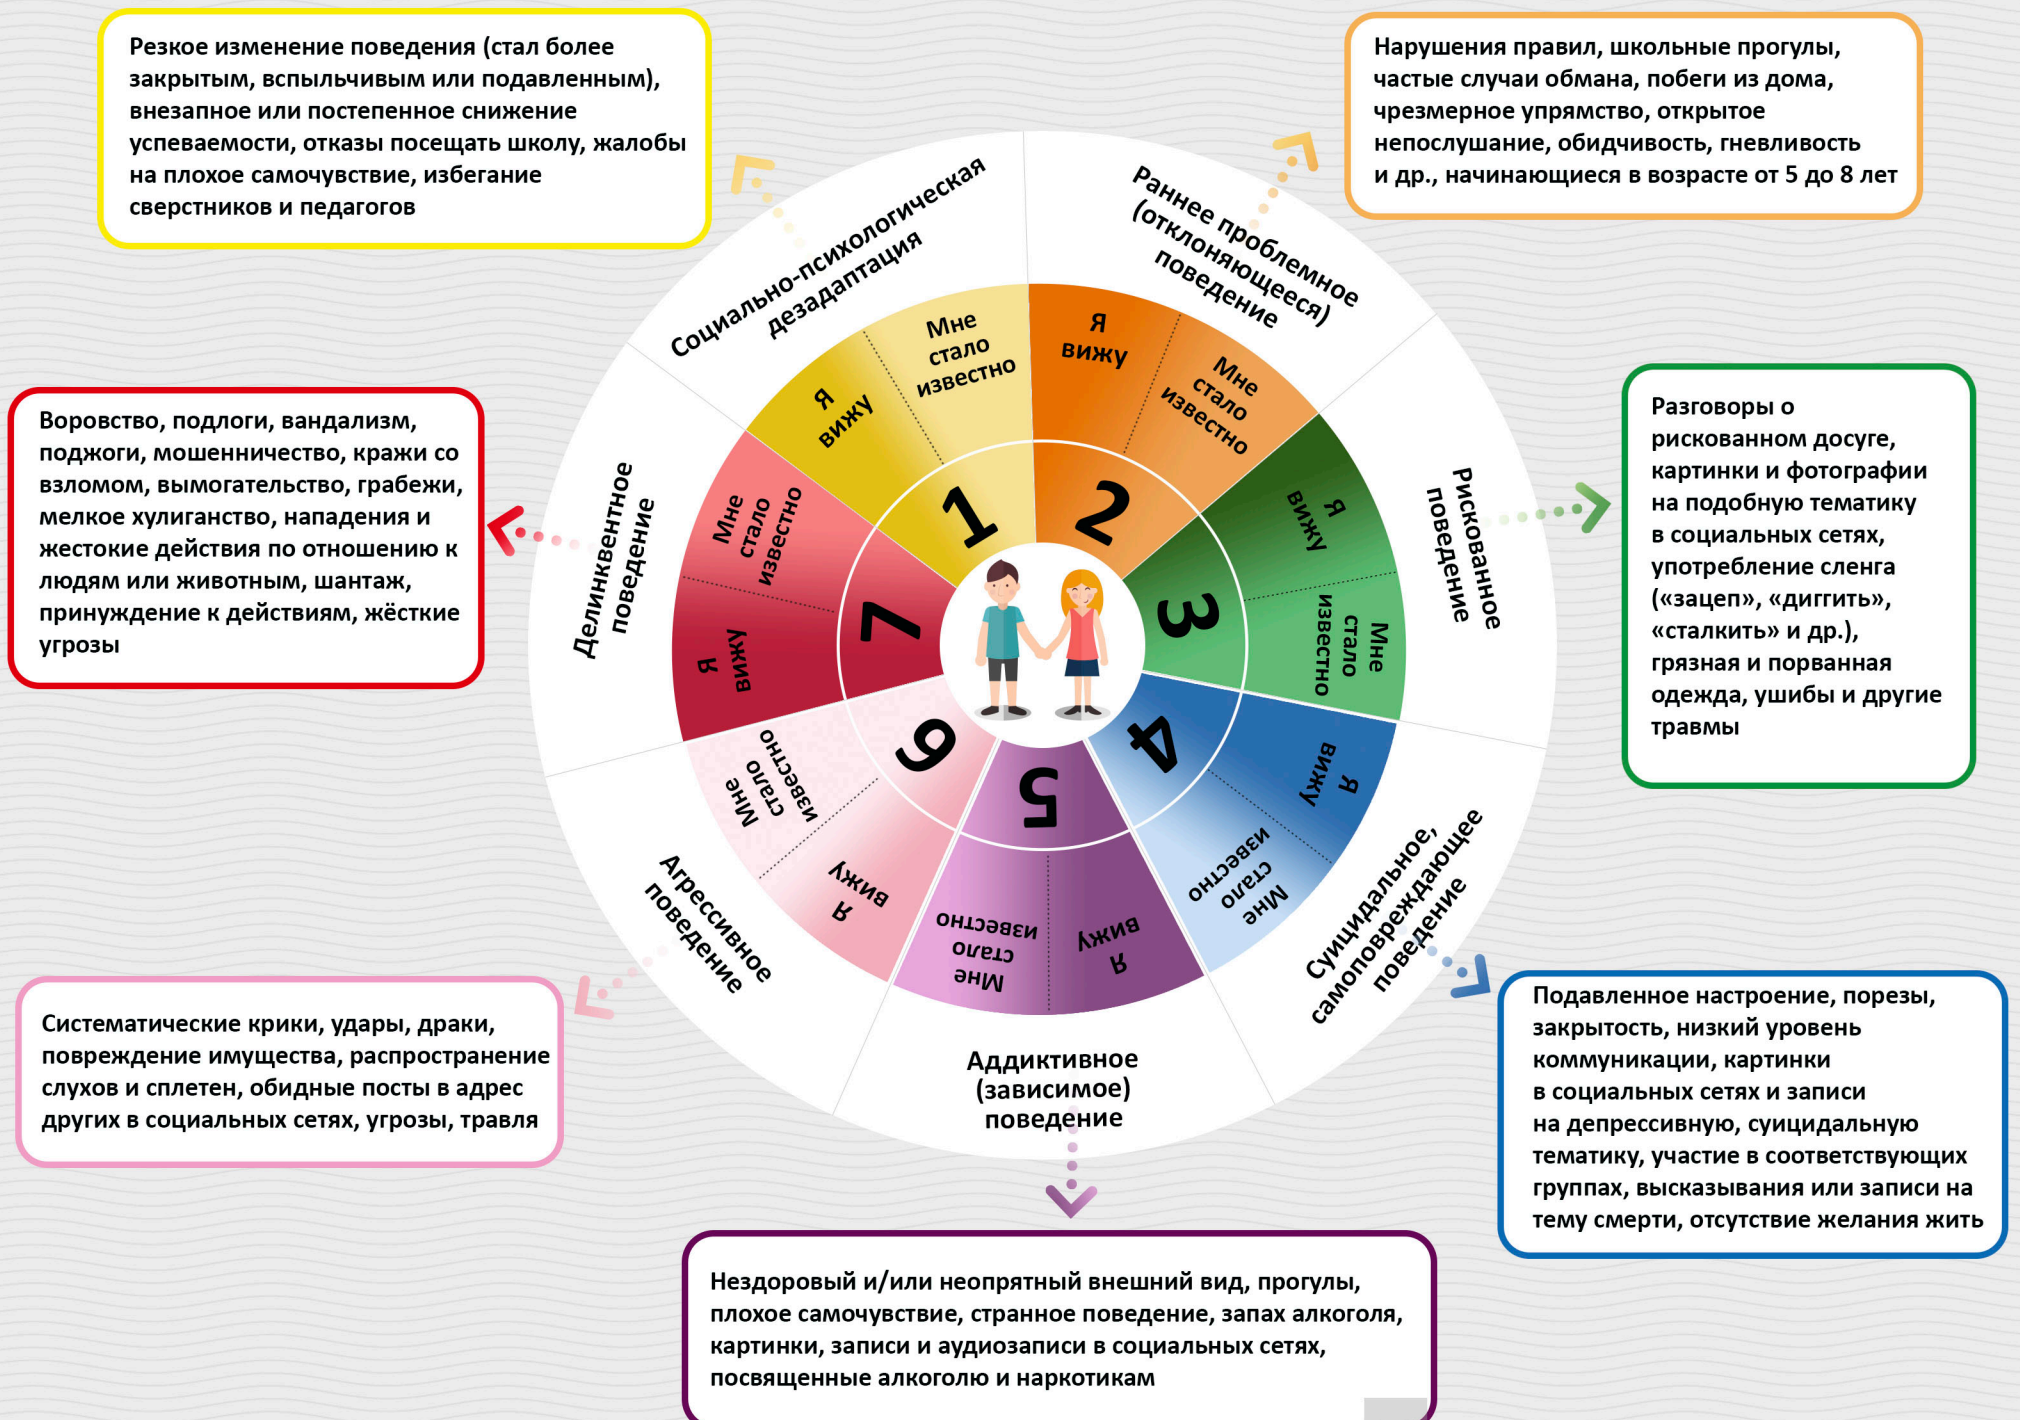 Резкое изменение поведения (стал более
закрытым, вспыльчивым или подавленным),
внезапное или постепенное снижение
успеваемости, отказы посещать школу, жалобы
на плохое самочувствие, избегание
сверстников и педагогов
Нарушения правил, школьные прогулы,
частые случаи обмана, побеги из дома,
чрезмерное упрямство, открытое
непослушание, обидчивость, гневливость
и др., начинающиеся в возрасте от 5 до 8 лет
Социально-психологическая
дезадаптация
Раннее проблемное
(отклоняющееся)
поведение
Рискованное
поведение
Суицидальное,
самоповреждающее
поведение
Аддиктивное
(зависимое)
поведение
Агрессивное
поведение
Делинквентное
поведение
1
Я
вижу
Мне
стало
известно
2
Я
вижу
Мне
стало
известно
3
Я
вижу
Мне
стало
известно
4
Я
вижу
Мне
стало
известно
5
Я
вижу
Мне
стало
известно
6
Я
вижу
Мне
стало
известно
7
Я
вижу
Мне
стало
известно
Разговоры о
рискованном досуге,
картинки и фотографии
на подобную тематику
в социальных сетях,
употребление сленга
(«зацеп», «диггить»,
«сталкить» и др.),
грязная и порванная
одежда, ушибы и другие
травмы
Воровство, подлоги, вандализм,
поджоги, мошенничество, кражи со
взломом, вымогательство, грабежи,
мелкое хулиганство, нападения и
жестокие действия по отношению к
людям или животным, шантаж,
принуждение к действиям, жёсткие
угрозы
Систематические крики, удары, драки,
повреждение имущества, распространение
слухов и сплетен, обидные посты в адрес
других в социальных сетях, угрозы, травля
Подавленное настроение, порезы,
закрытость, низкий уровень
коммуникации, картинки
в социальных сетях и записи
на депрессивную, суицидальную
тематику, участие в соответствующих
группах, высказывания или записи на
тему смерти, отсутствие желания жить
Нездоровый и/или неопрятный внешний вид, прогулы,
плохое самочувствие, странное поведение, запах алкоголя,
картинки, записи и аудиозаписи в социальных сетях,
посвященные алкоголю и наркотикам